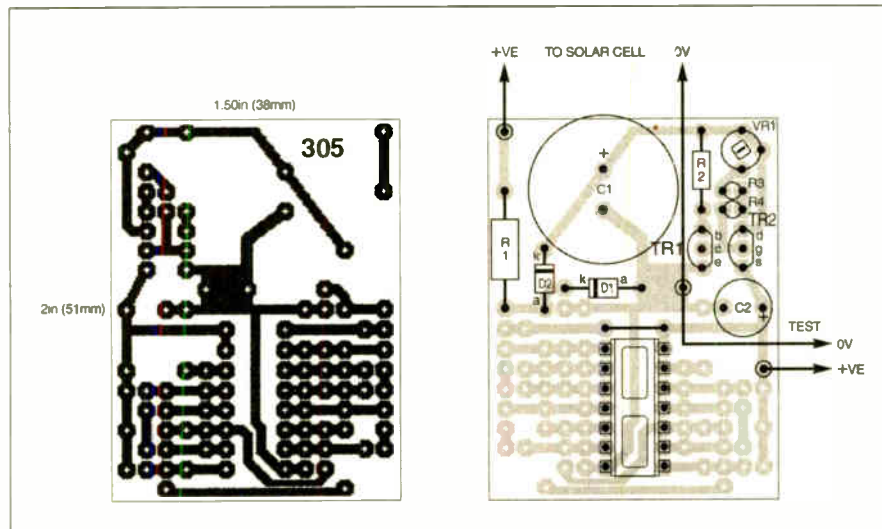 1.50in (38mm)
305
2in (51mm)
+VE
TO SOLAR CELL
0V
VR1
+
C1
R
2
R3
R4
TR1
TR2
b
c
e
d
g
s
R
1
k
D2
a
k
D1
a
C2
+
TEST
0V
+VE